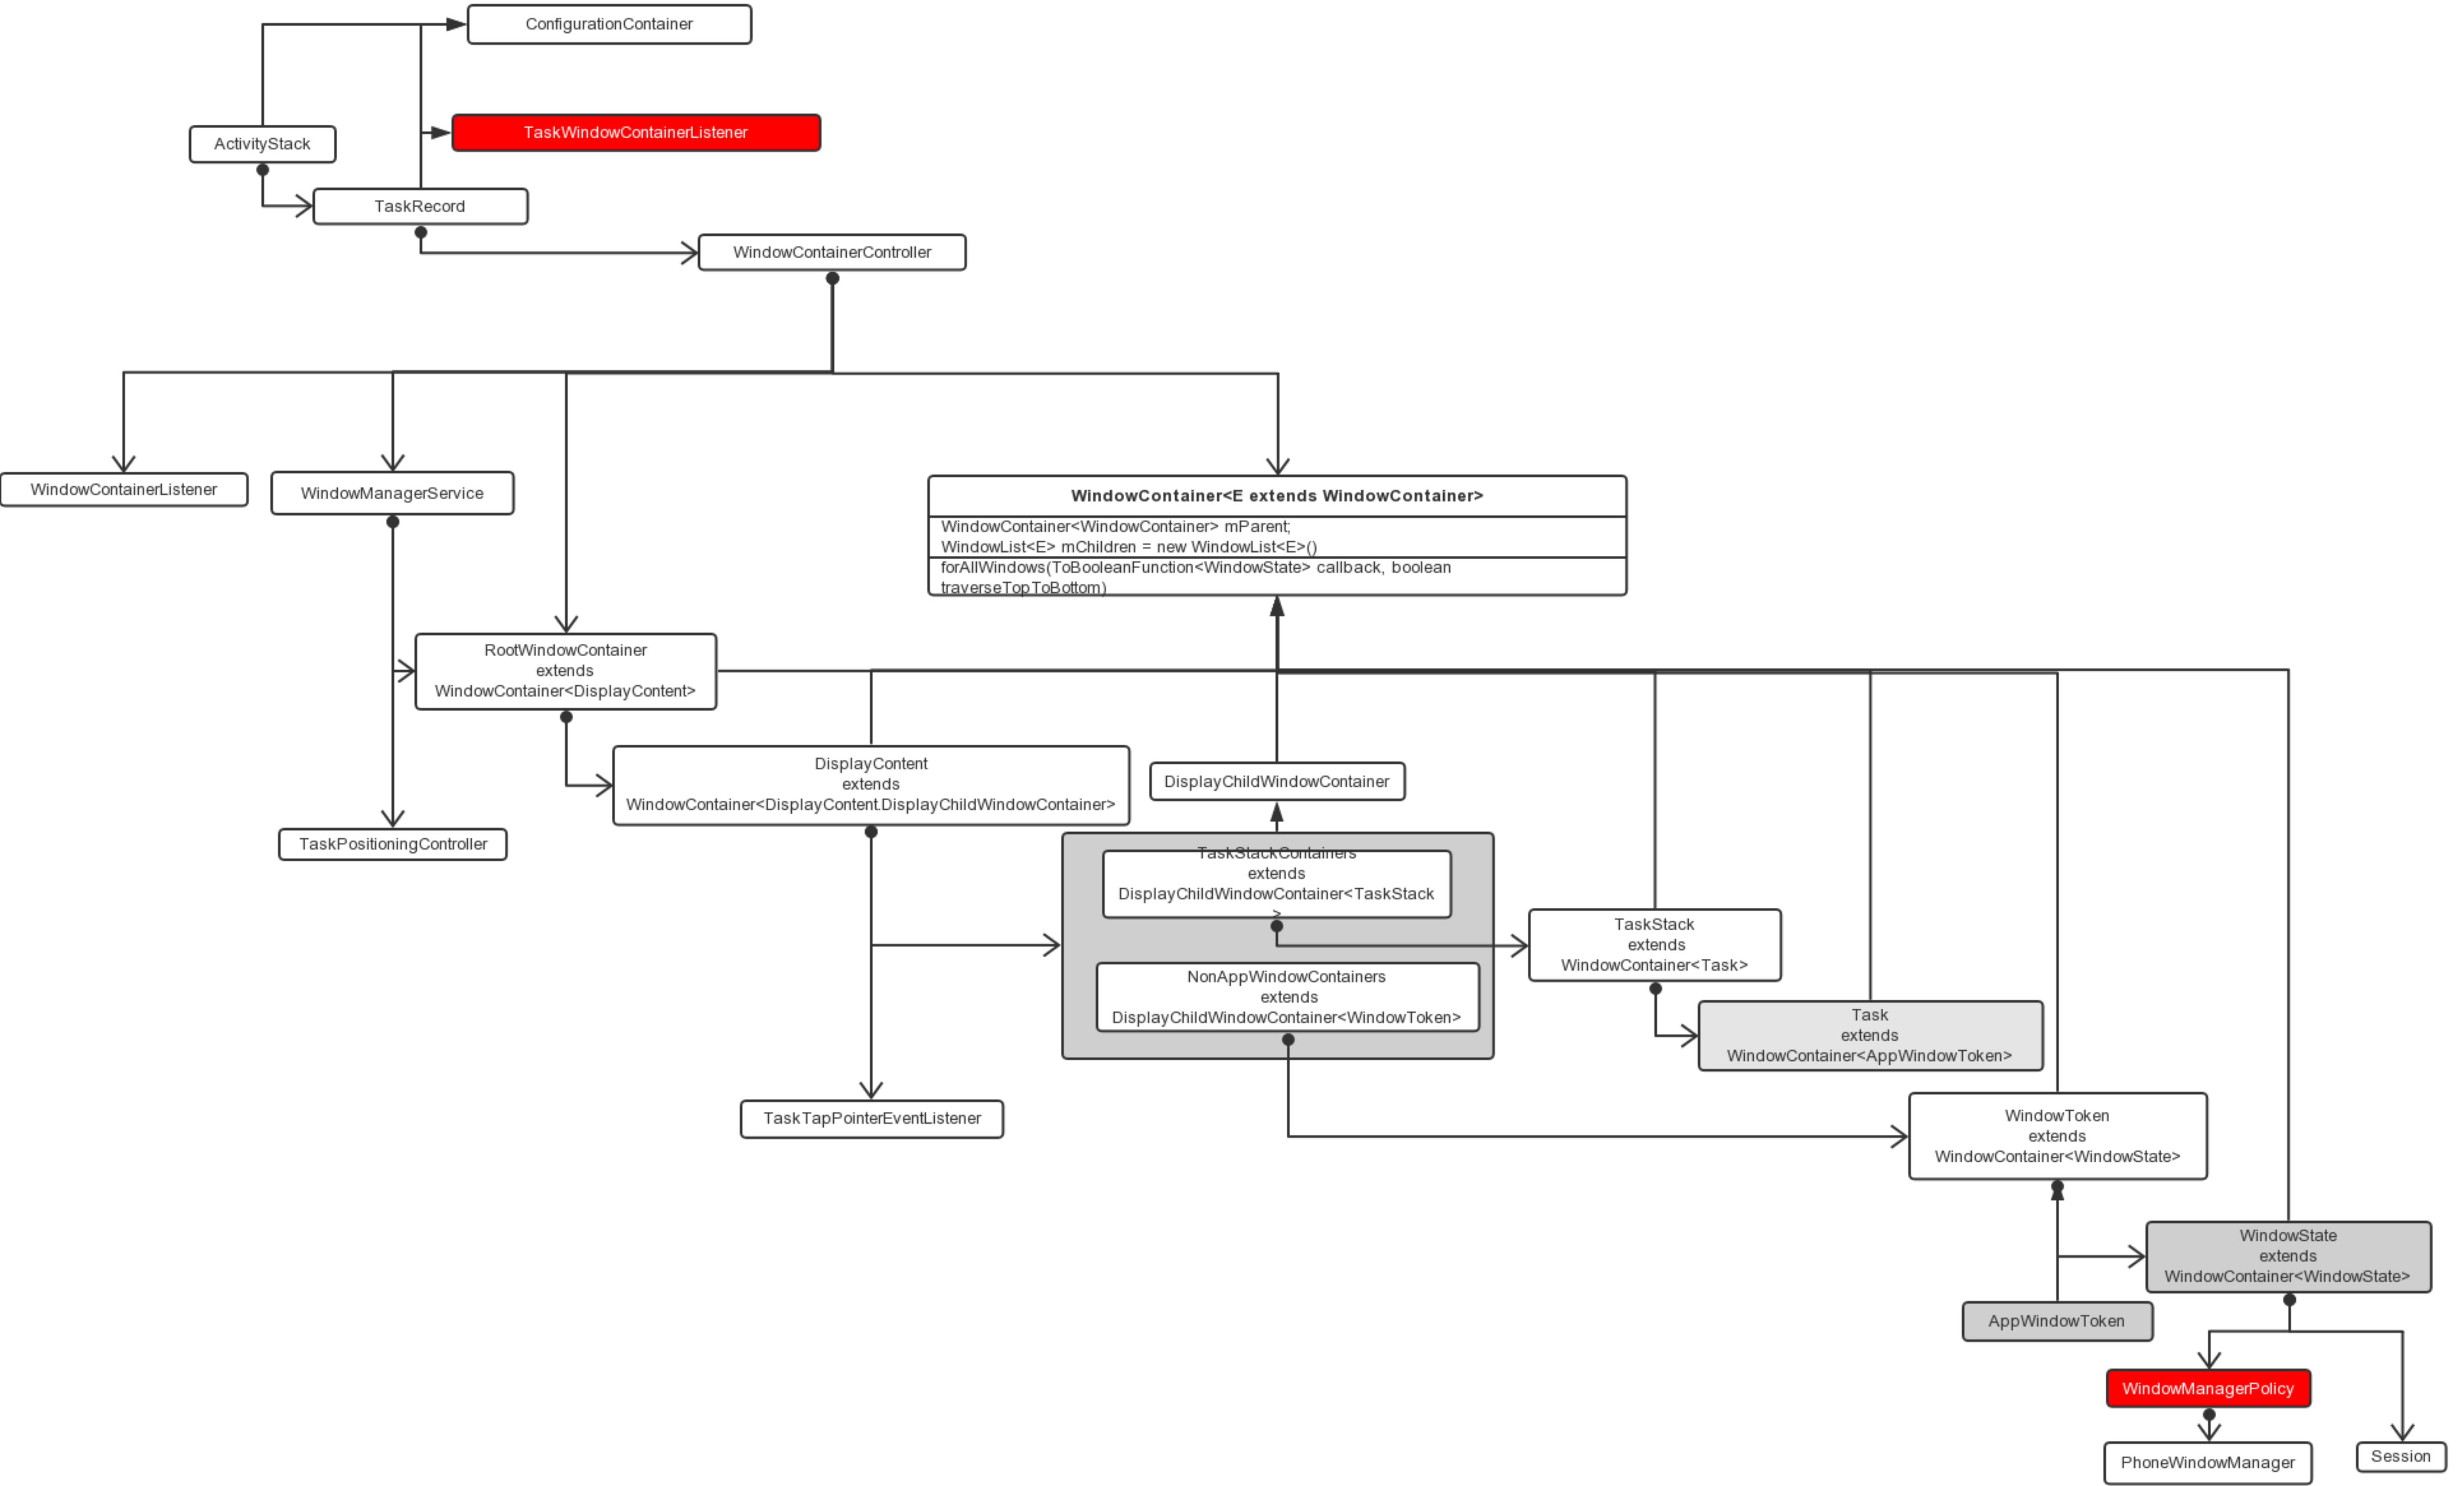 ConfigurationContainer
TaskWindowContainerListener
ActivityStack
TaskRecord
WindowContainerController
WindowContainerListener
WindowManagerService
WindowContainer<E extends WindowContainer>
WindowContainer<WindowContainer> mParent;
WindowList<E> mChildren = new WindowList<E>()
forAllWindows(ToBooleanFunction<WindowState> callback, boolean
traverseTopToBottom)
RootWindowContainer
extends
WindowContainer<DisplayContent>
DisplayContent
extends
WindowContainer<DisplayContent.DisplayChildWindowContainer>
DisplayChildWindowContainer
TaskPositioningController
TaskStackContainers
extends
DisplayChildWindowContainer<TaskStack
>
TaskStack
extends
WindowContainer<Task>
NonAppWindowContainers
extends
DisplayChildWindowContainer<WindowToken>
Task
extends
WindowContainer<AppWindowToken>
TaskTapPointerEventListener
WindowToken
extends
WindowContainer<WindowState>
WindowState
extends
WindowContainer<WindowState>
AppWindowToken
WindowManagerPolicy
PhoneWindowManager
Session